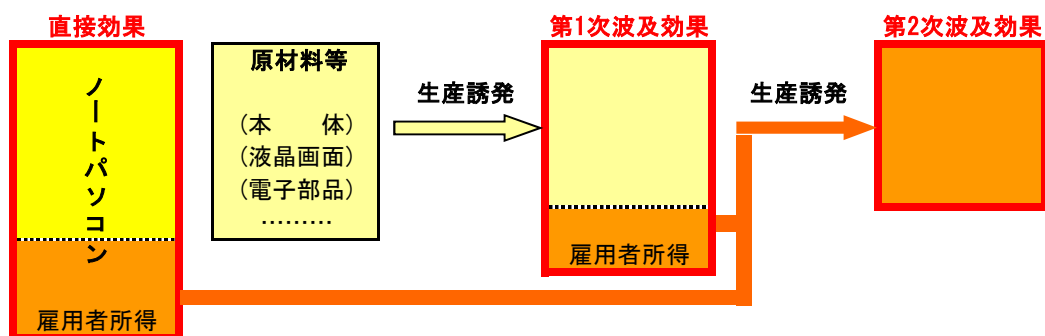 直接効果
ノートパソコン
雇用者所得
原材料等
(本　　体)
(液晶画面)
(電子部品)
………
生産誘発
第1次波及効果
雇用者所得
生産誘発
第2次波及効果